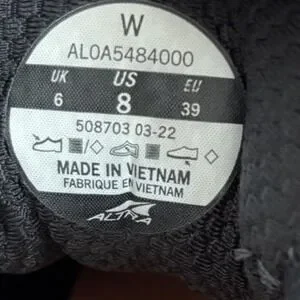 W
AL0A5484000
UK US EU
6 8 39
508703 03-22
MADE IN VIETNAM
FABRIQUE EN VIETNAM
ALTRA